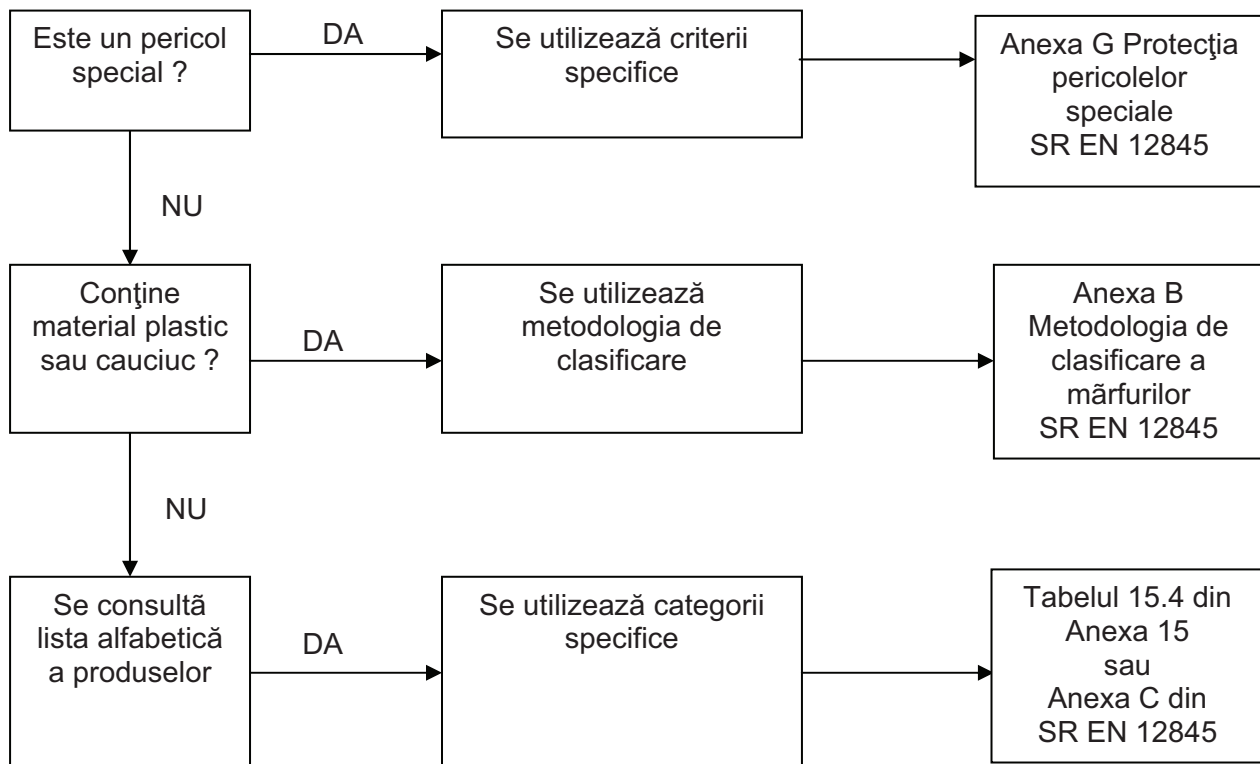 Este un pericol
special ?
DA
Se utilizează criterii
specifice
Anexa G Protecţia
pericolelor
speciale
SR EN 12845
NU
Conţine
material plastic
sau cauciuc ?
DA
Se utilizează
metodologia de
clasificare
Anexa B
Metodologia de
clasificare a
mãrfurilor
SR EN 12845
NU
Se consultã
lista alfabetică
a produselor
DA
Se utilizează categorii
specifice
Tabelul 15.4 din
Anexa 15
sau
Anexa C din
SR EN 12845